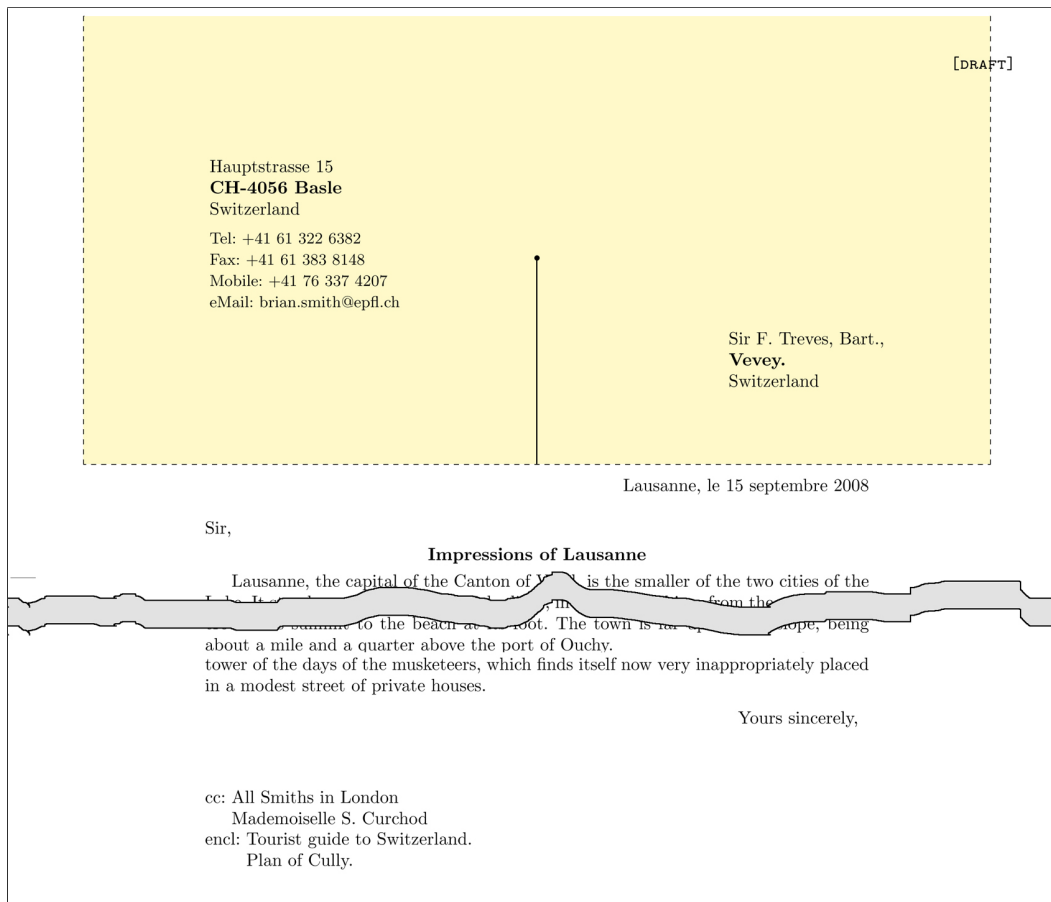 [DRAFT]
Hauptstrasse 15
CH-4056 Basle
Switzerland
Tel: +41 61 322 6382
Fax: +41 61 383 8148
Mobile: +41 76 337 4207
eMail: brian.smith@epfl.ch
Sir F. Treves, Bart.,
Vevey.
Switzerland
Lausanne, le 15 septembre 2008
Sir,
Impressions of Lausanne
Lausanne, the capital of the Canton of is the smaller of the two cities of the
from the
to the beach at foot. The town is being
about a mile and a quarter above the port of Ouchy.
tower of the days of the musketeers, which finds itself now very inappropriately placed
in a modest street of private houses.
Yours sincerely,
cc: All Smiths in London
Mademoiselle S. Curchod
encl: Tourist guide to Switzerland.
Plan of Cully.